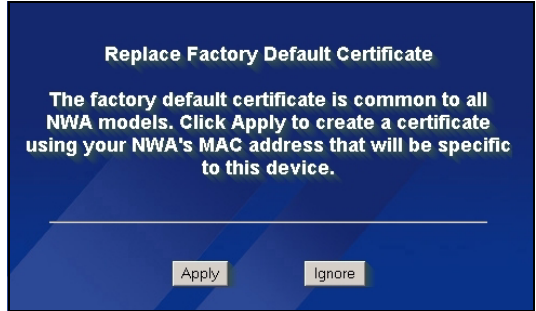 Replace Factory Default Certificate
The factory default certificate is common to all
NWA models. Click Apply to create a certificate
using your NWA's MAC address that will be specific
to this device.
Apply
Ignore